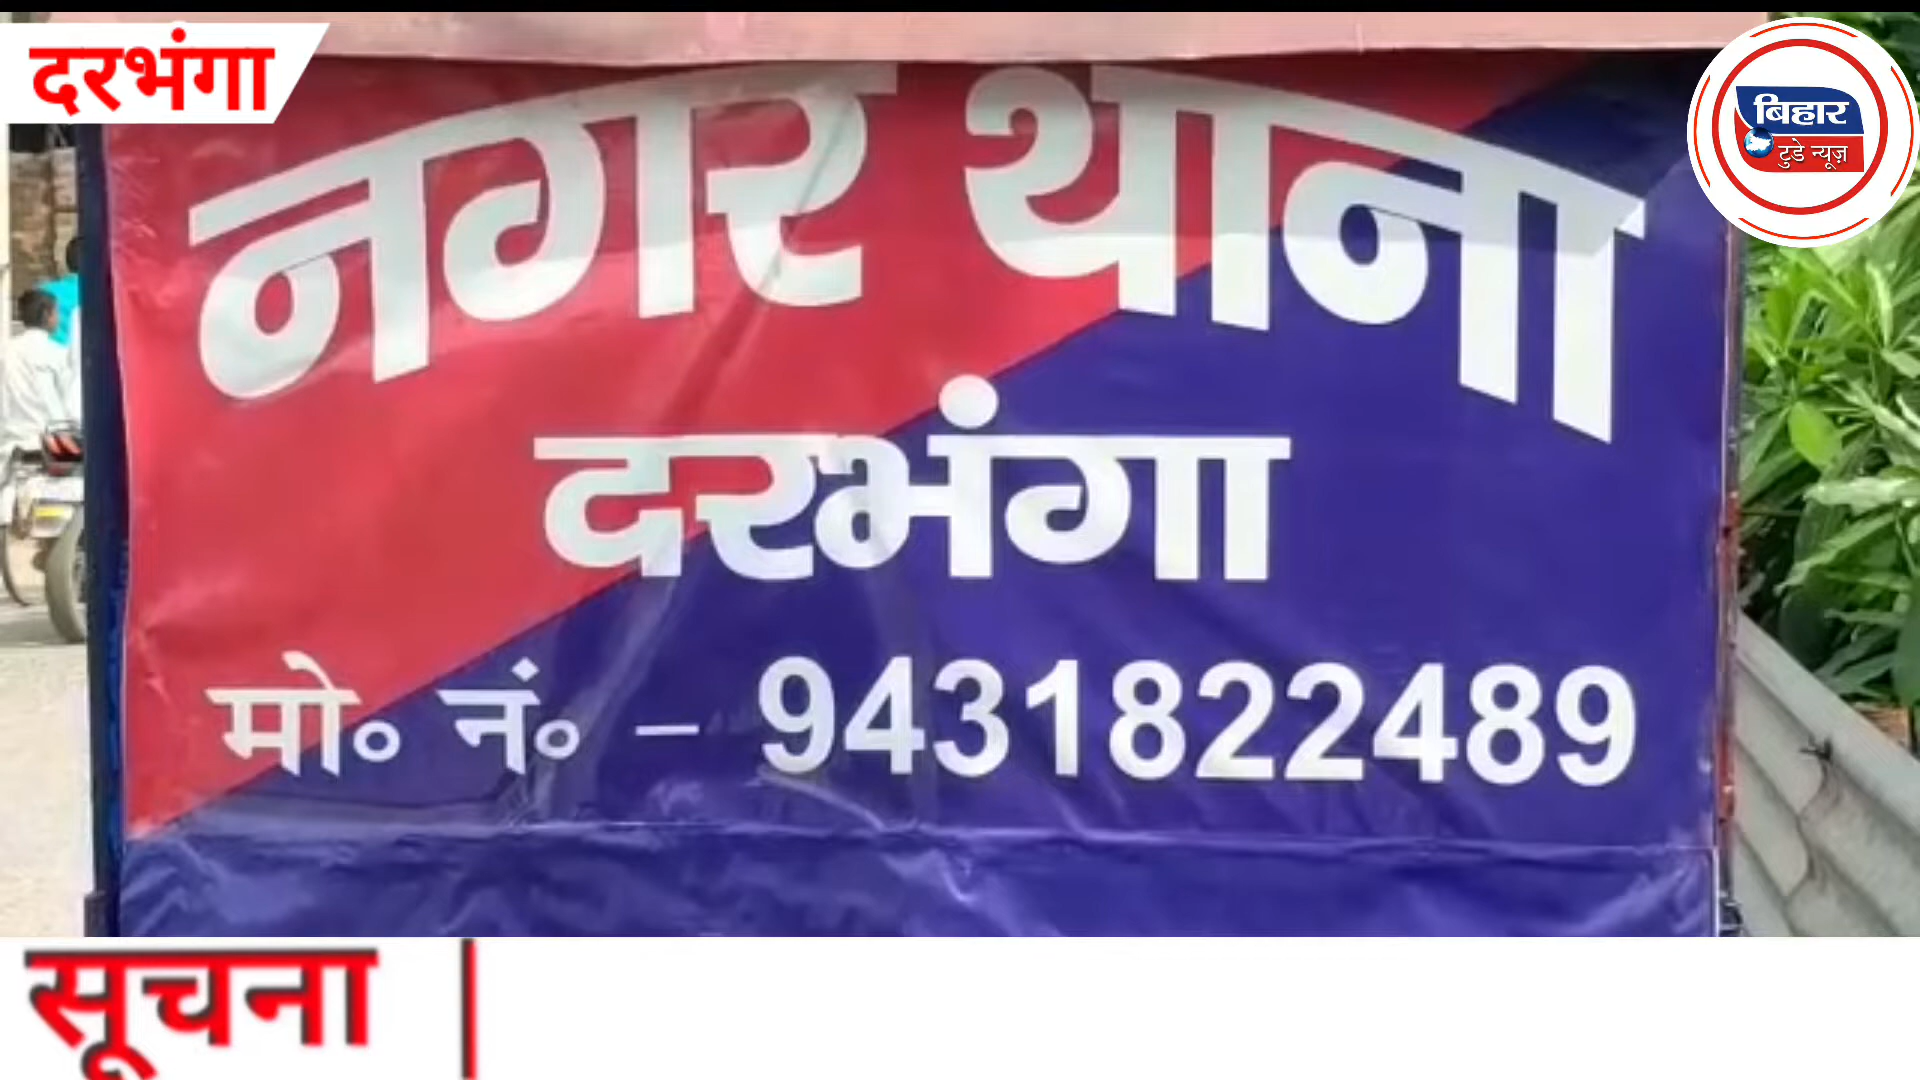 दरभंगा
बिहार
टुडे न्यूज़
नगर थाना
दरभंगा
मो० नं० – 9431822489
सूचना